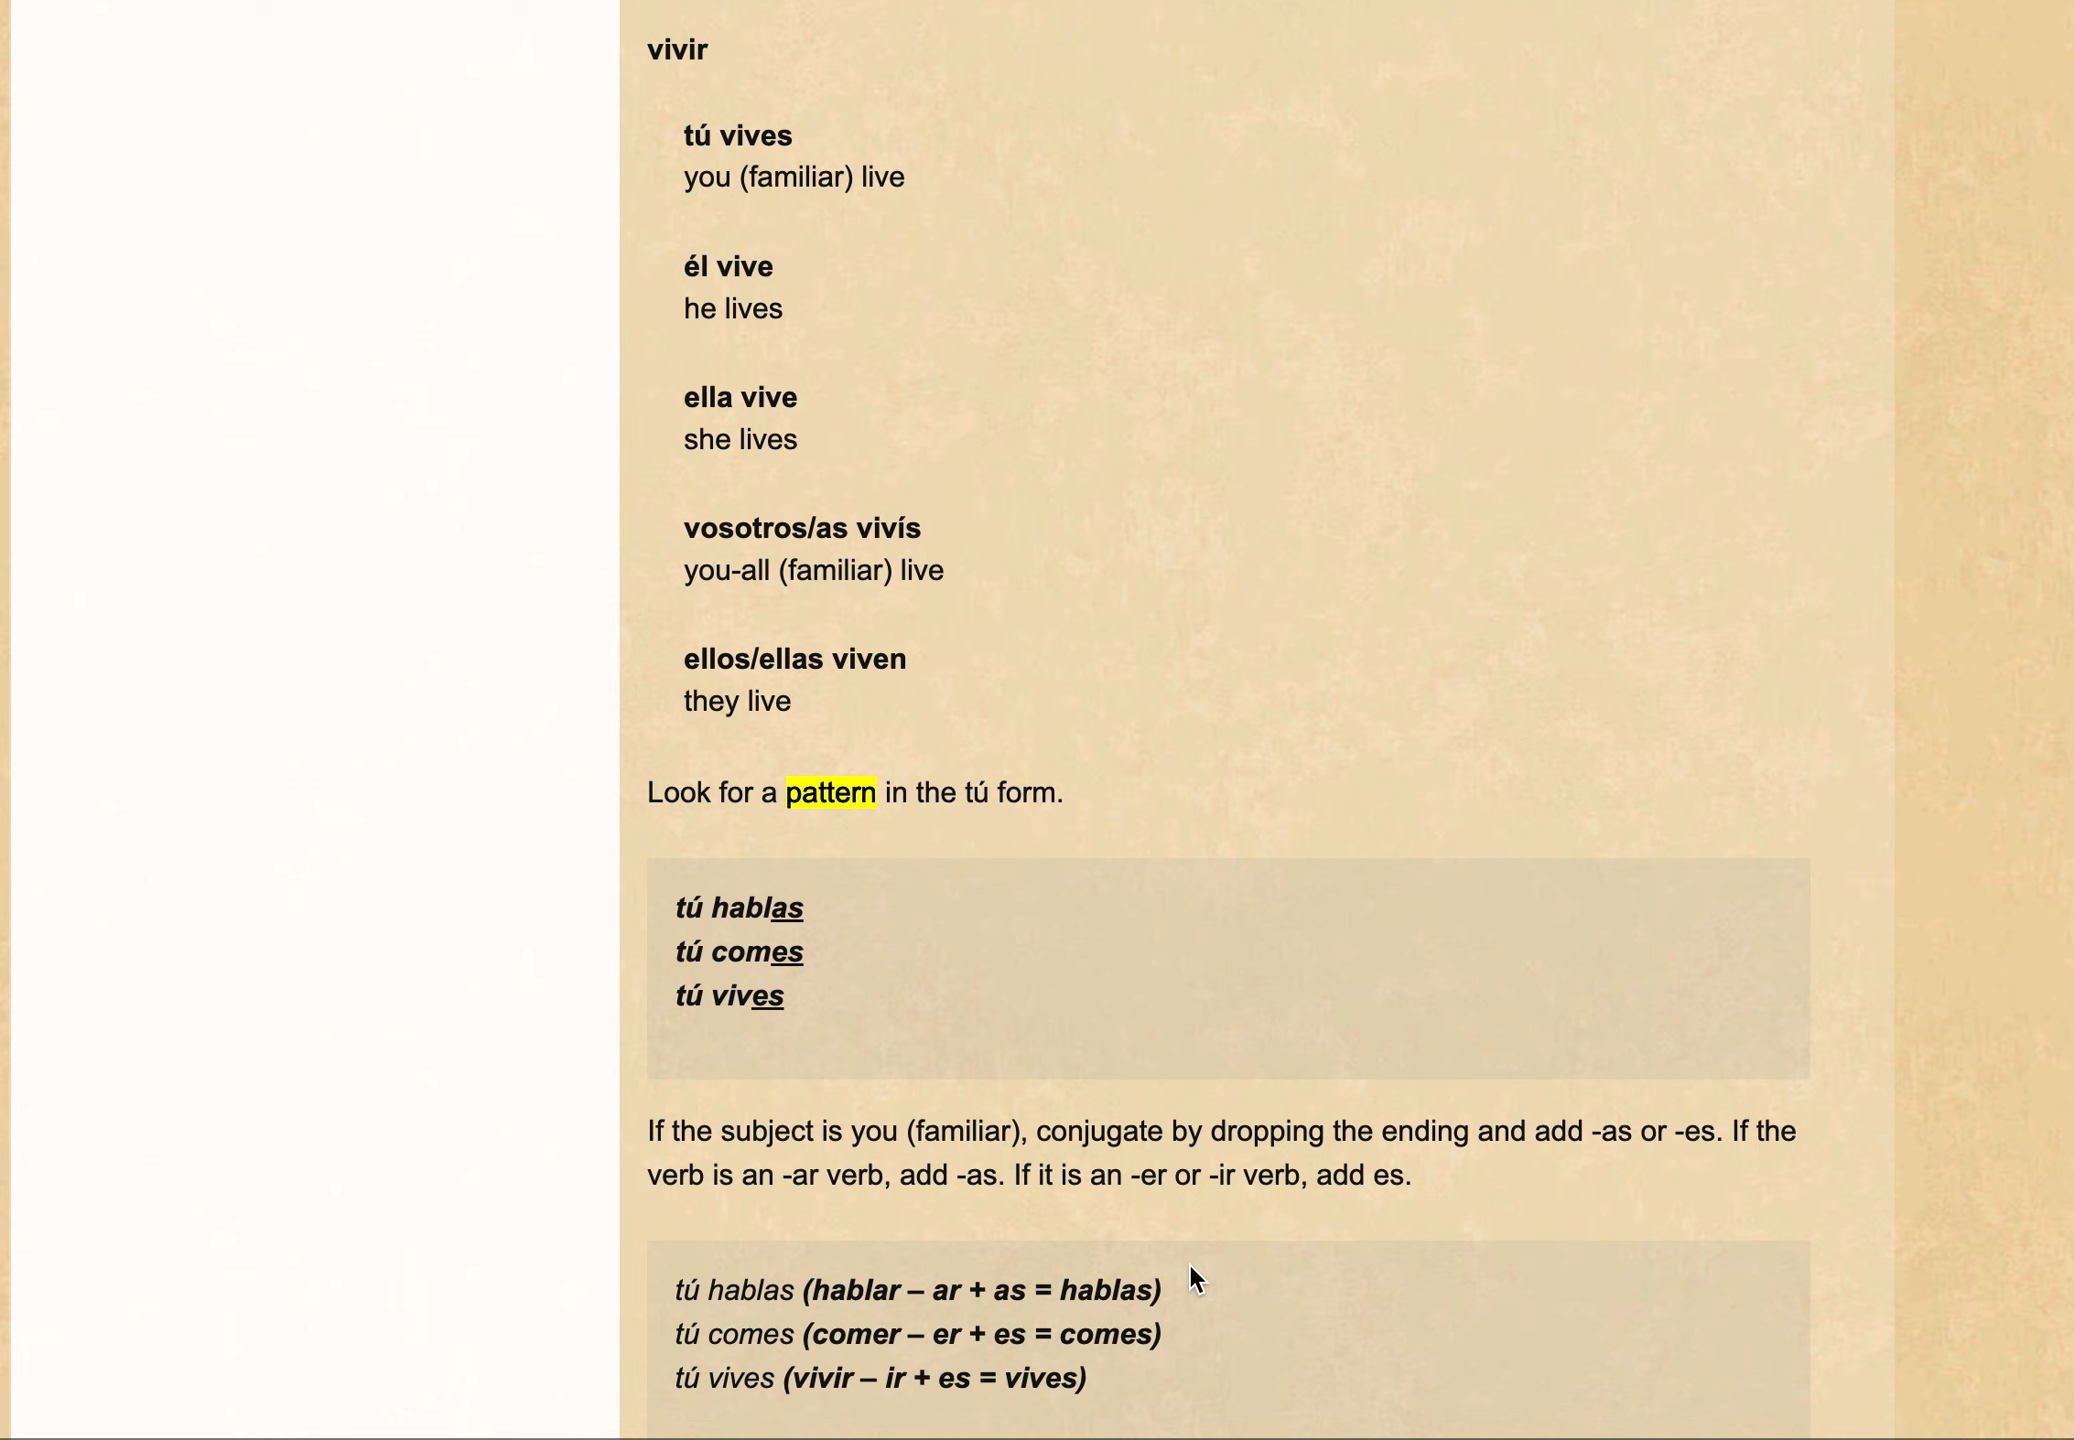 vivir
tú vives
you (familiar) live
él vive
he lives
ella vive
she lives
vosotros/as vivís
you-all (familiar) live
ellos/ellas viven
they live
Look for a pattern in the tú form.
tú hablas
tú comes
tú vives
If the subject is you (familiar), conjugate by dropping the ending and add -as or -es. If the
verb is an -ar verb, add -as. If it is an -er or -ir verb, add es.
tú hablas (hablar – ar + as = hablas)
tú comes (comer – er + es = comes)
tú vives (vivir – ir + es = vives)